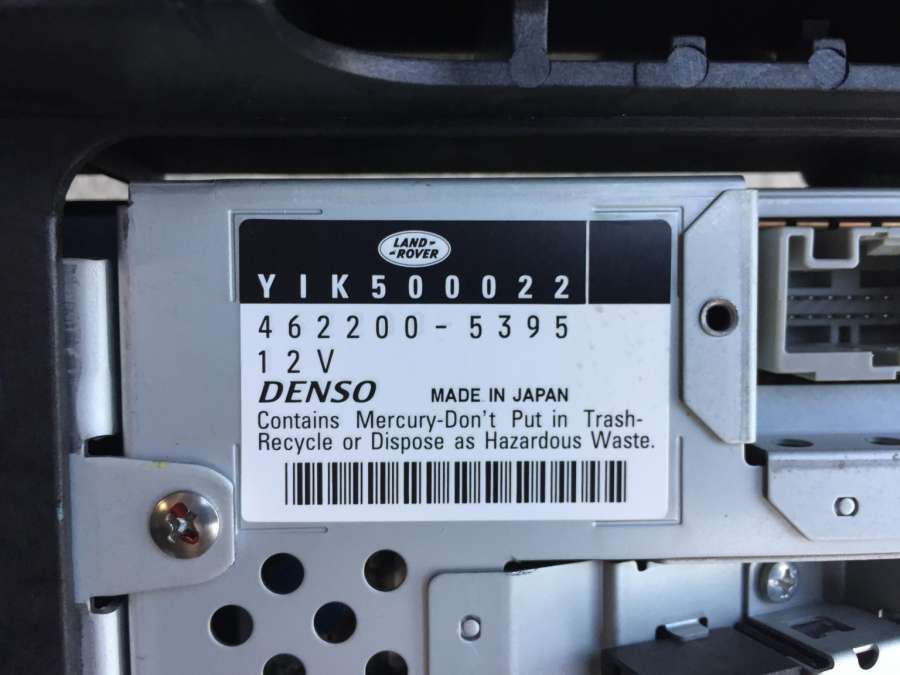 LAND-
-ROVER
YIK500022
462200-5395
12V
DENSO MADE IN JAPAN
Contains Mercury-Don't Put in Trash-
Recycle or Dispose as Hazardous Waste.